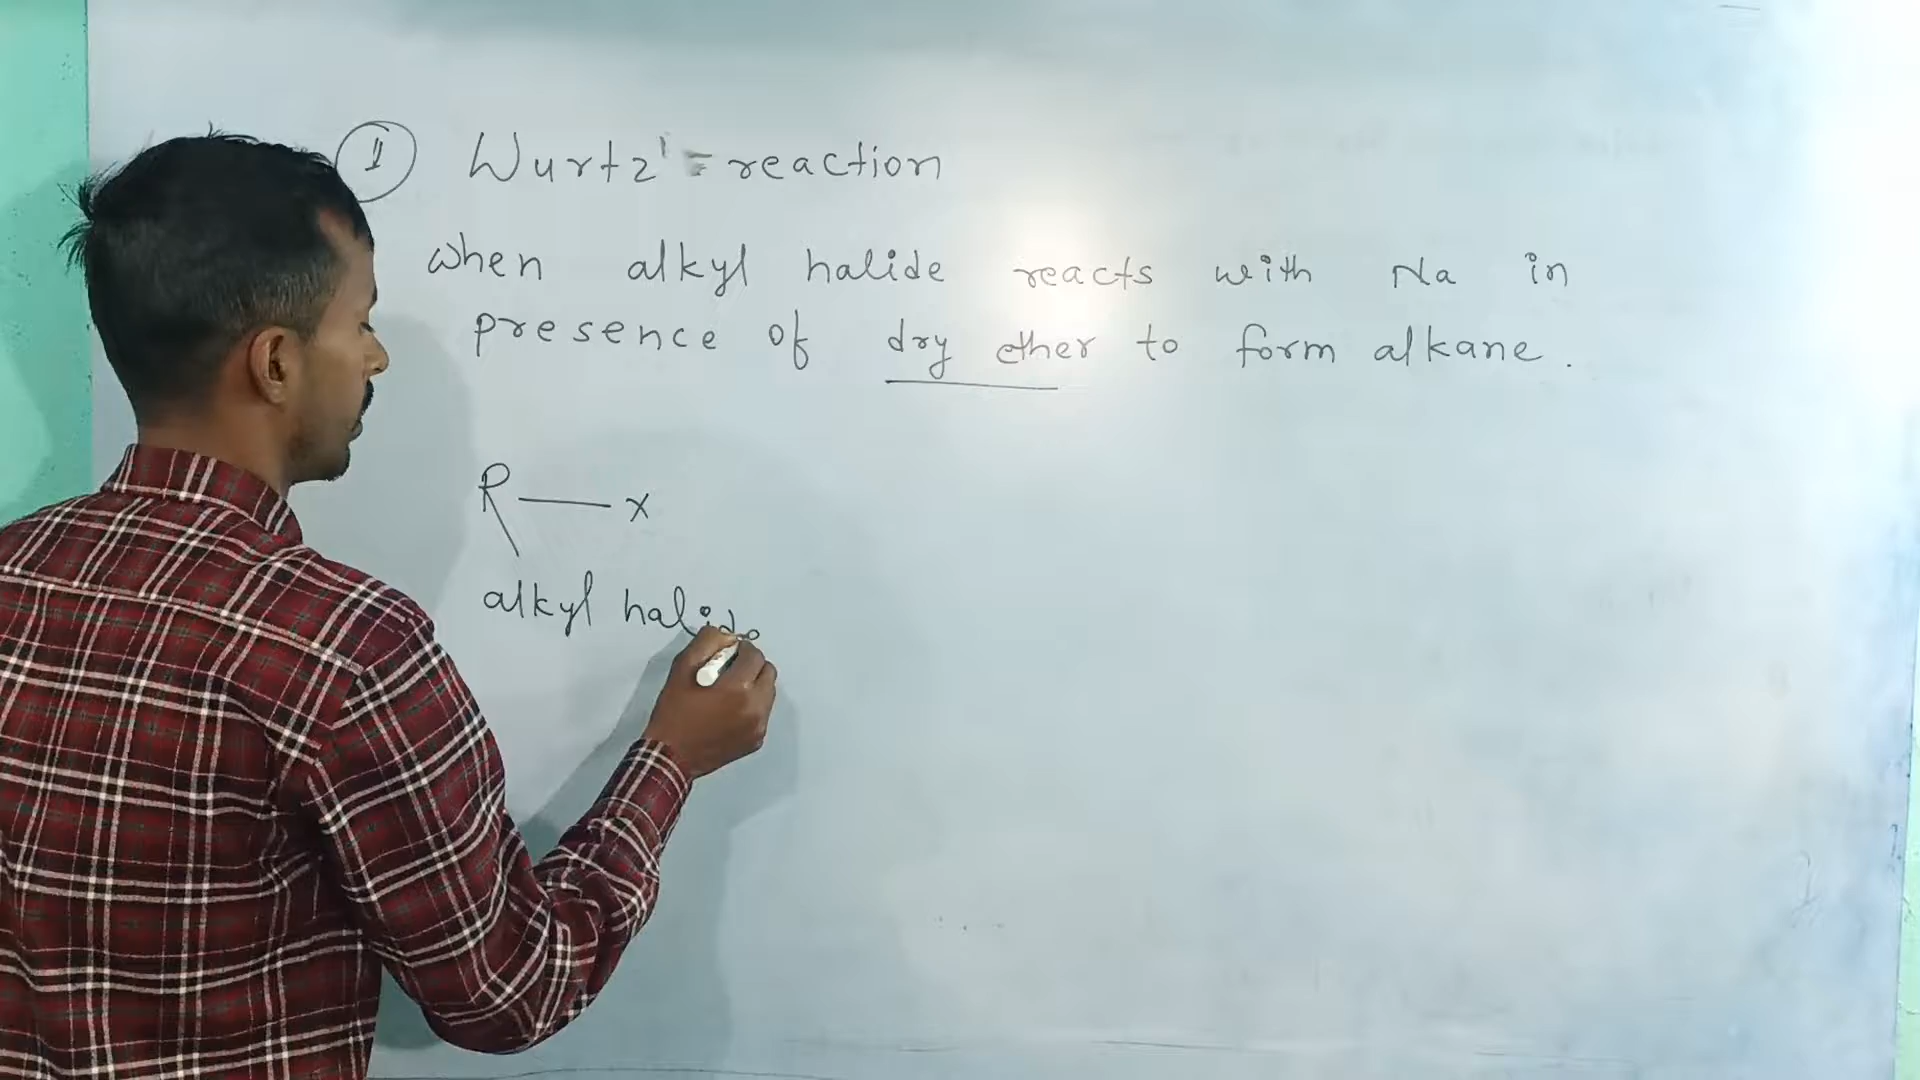 ① Wurtz' = reaction
when alkyl halide reacts with Na in
presence of dry ether to form alkane.
R — x
alkyl halide